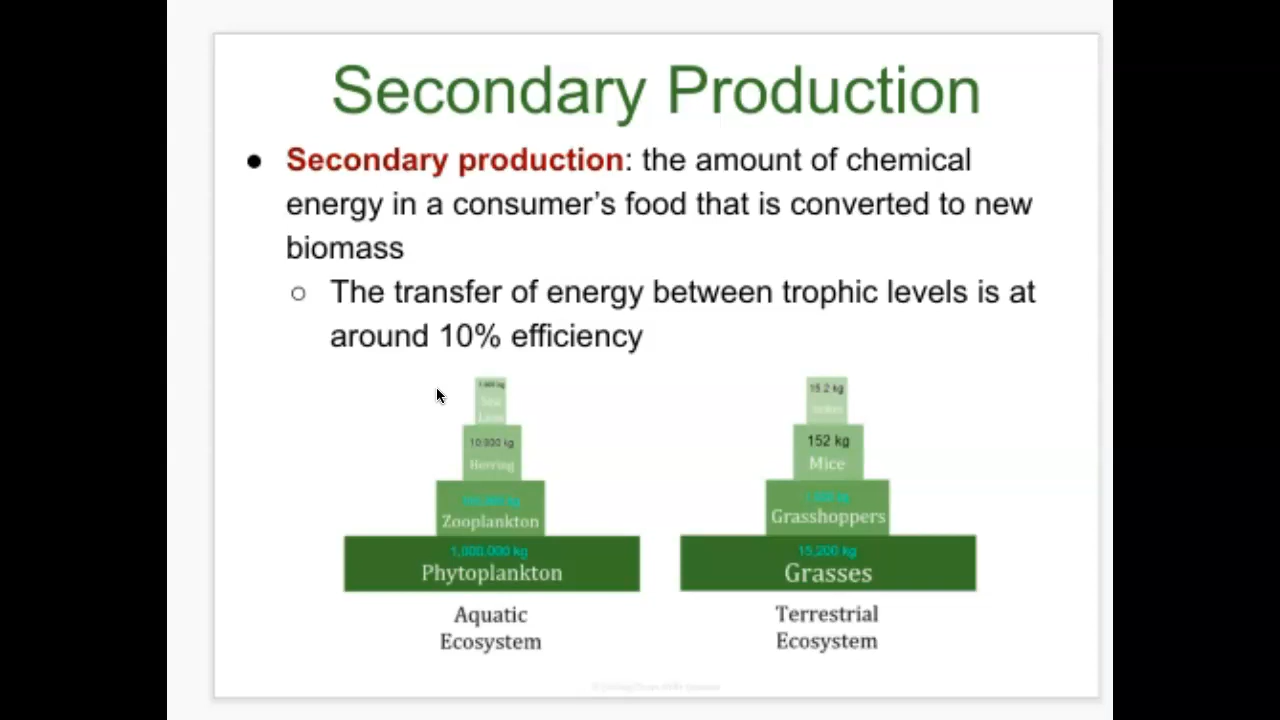 Secondary Production
● Secondary production: the amount of chemical
energy in a consumer’s food that is converted to new
biomass
○ The transfer of energy between trophic levels is at
around 10% efficiency
15.2 kg
10,000 kg
Herring
152 kg
Mice
Zooplankton
Grasshoppers
1,000,000 kg
Phytoplankton
15,200 kg
Grasses
Aquatic
Ecosystem
Terrestrial
Ecosystem